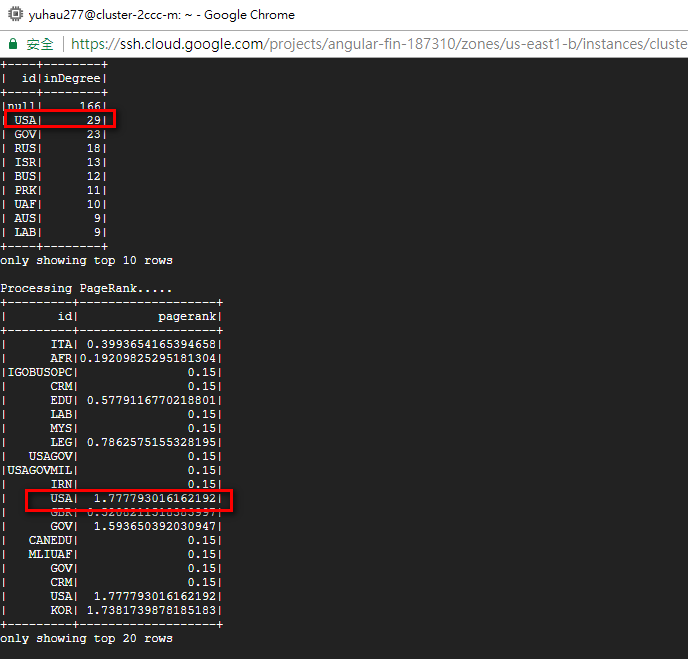 yuhau277@cluster-2ccc-m: ~ - Google Chrome
安全 | https://ssh.cloud.google.com/projects/angular-fin-187310/zones/us-east1-b/instances/cluste
+----+--------+
|  id|inDegree|
+----+--------+
|null|     166|
| USA|      29|
| GOV|      23|
| RUS|      18|
| ISR|      13|
| BUS|      12|
| PRK|      11|
| UAF|      10|
| AUS|       9|
| LAB|       9|
+----+--------+
only showing top 10 rows
Processing PageRank.....
+---------+-------------------+
|       id|           pagerank|
+---------+-------------------+
|      ITA| 0.3993654165394658|
|      AFR|0.19209825295181304|
|IGOBUSOPC|               0.15|
|      CRM|               0.15|
|      EDU| 0.5779116770218801|
|      LAB|               0.15|
|      MYS|               0.15|
|      LEG| 0.7862575155328195|
|   USAGOV|               0.15|
|USAGOVMIL|               0.15|
|      IRN|               0.15|
|      USA|  1.777793016162192|
|      GBR|
|      GOV|  1.593650392030947|
|   CANEDU|               0.15|
|   MLIUAF|               0.15|
|      GOV|               0.15|
|      CRM|               0.15|
|      USA|  1.777793016162192|
|      KOR| 1.7381739878185183|
+---------+-------------------+
only showing top 20 rows